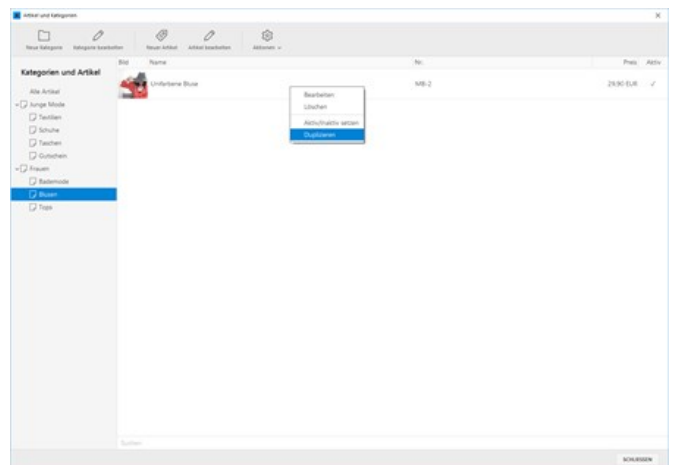 Artikel und Kategorien
Neue Kategorie Kategorie bearbeiten Neuer Artikel Artikel bearbeiten Aktionen
Kategorien und Artikel
Bild Name Nr. Preis Aktiv
Unifarbene Bluse MB-2 29,90 EUR ✓
Alle Artikel
Junge Mode
Textilien
Schuhe
Taschen
Gutschein
Frauen
Bademode
Blusen
Tops
Bearbeiten
Löschen
Aktiv/Inaktiv setzen
Duplizieren
Suchen
SCHLIESSEN